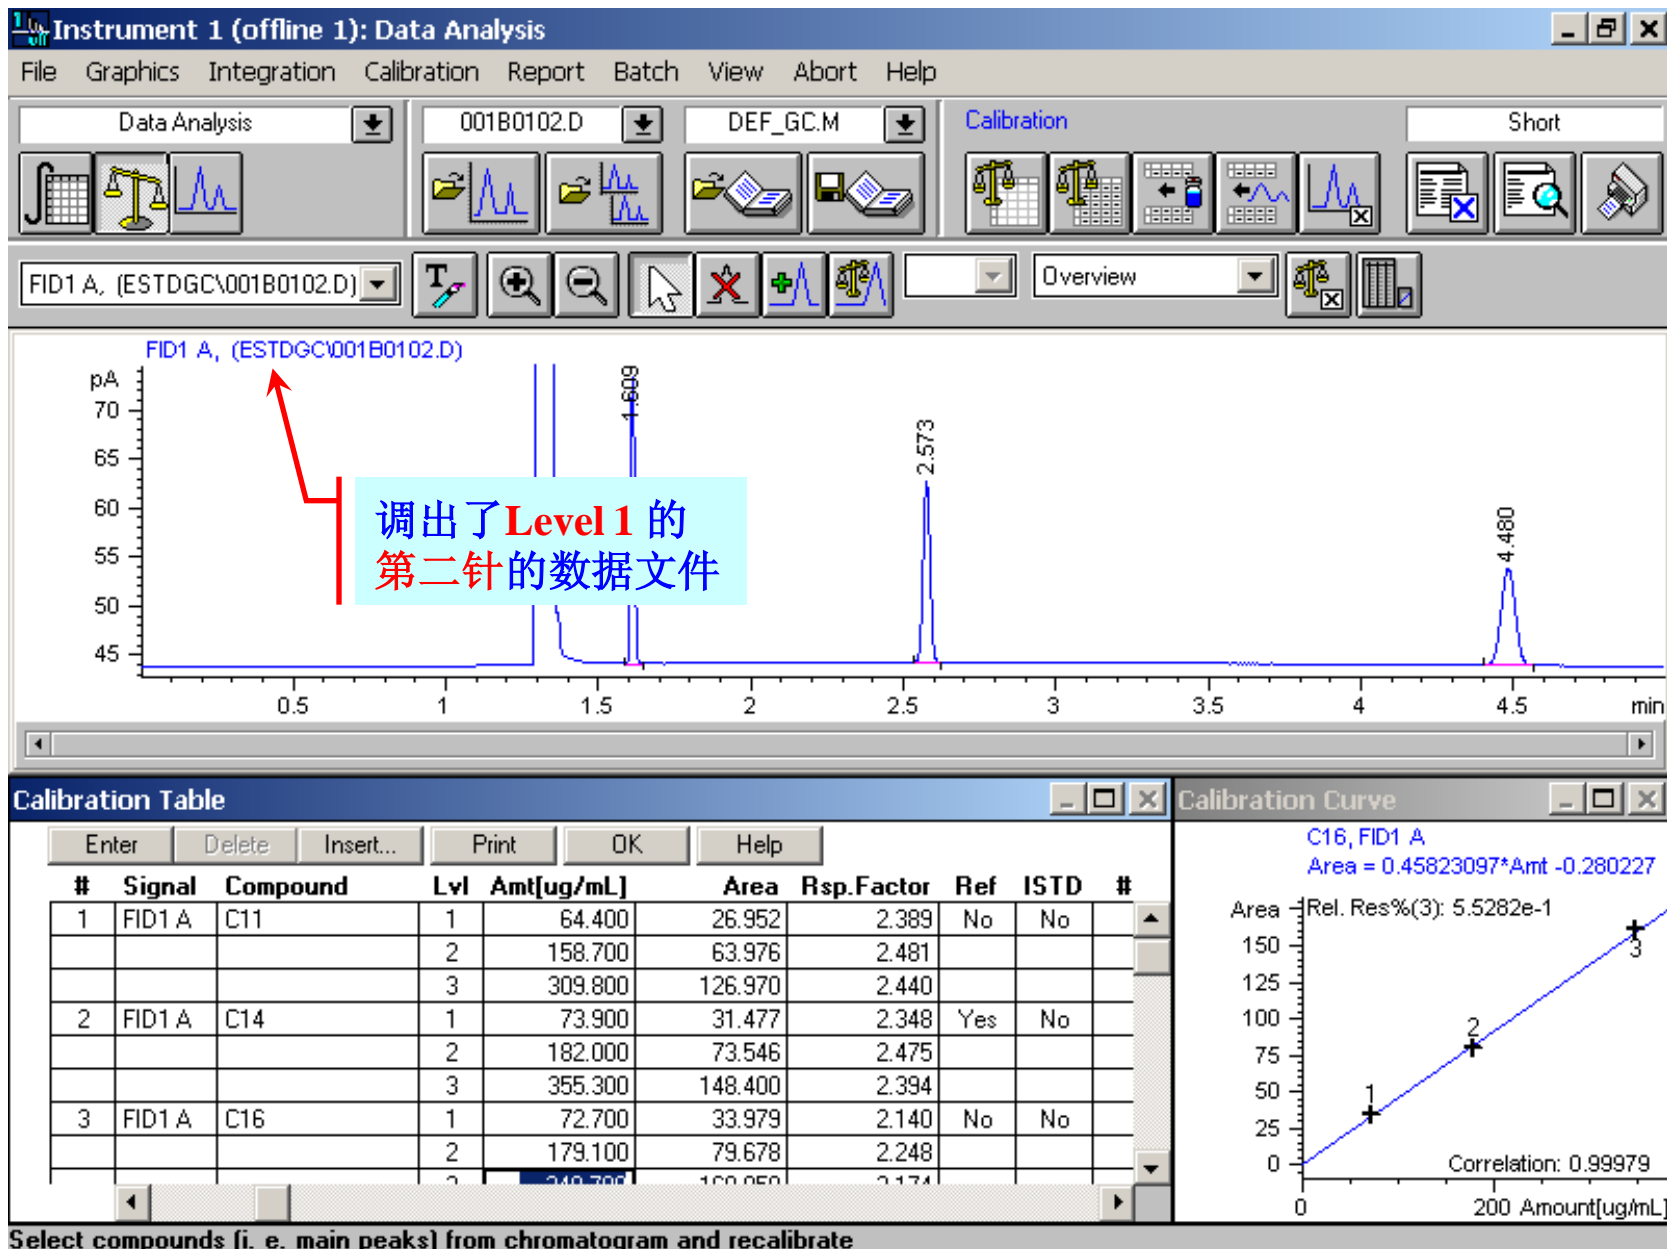 Instrument 1 (offline 1): Data Analysis
File Graphics Integration Calibration Report Batch View Abort Help
Data Analysis 001B0102.D DEF_GC.M Calibration Short
FID1 A, (ESTDGC\001B0102.D) Overview
FID1 A, (ESTDGC\001B0102.D)
pA
70
65
60
55
50
45
1.609
2.573
4.480
调出了Level 1 的
第二针的数据文件
0.5 1 1.5 2 2.5 3 3.5 4 4.5 min
Calibration Table
Enter Delete Insert... Print OK Help
# Signal Compound Lvl Amt[ug/mL] Area Rsp.Factor Ref ISTD #
1 FID1 A C11 1 64.400 26.952 2.389 No No
2 158.700 63.976 2.481
3 309.800 126.970 2.440
2 FID1 A C14 1 73.900 31.477 2.348 Yes No
2 182.000 73.546 2.475
3 355.300 148.400 2.394
3 FID1 A C16 1 72.700 33.979 2.140 No No
2 179.100 79.678 2.248
Calibration Curve
C16, FID1 A
Area = 0.45823097*Amt -0.280227
Area
Rel. Res%(3): 5.5282e-1
150
125
100
75
50
25
0
1
2
3
Correlation: 0.99979
0 200 Amount[ug/mL]
Select compounds (i. e. main peaks) from chromatogram and recalibrate